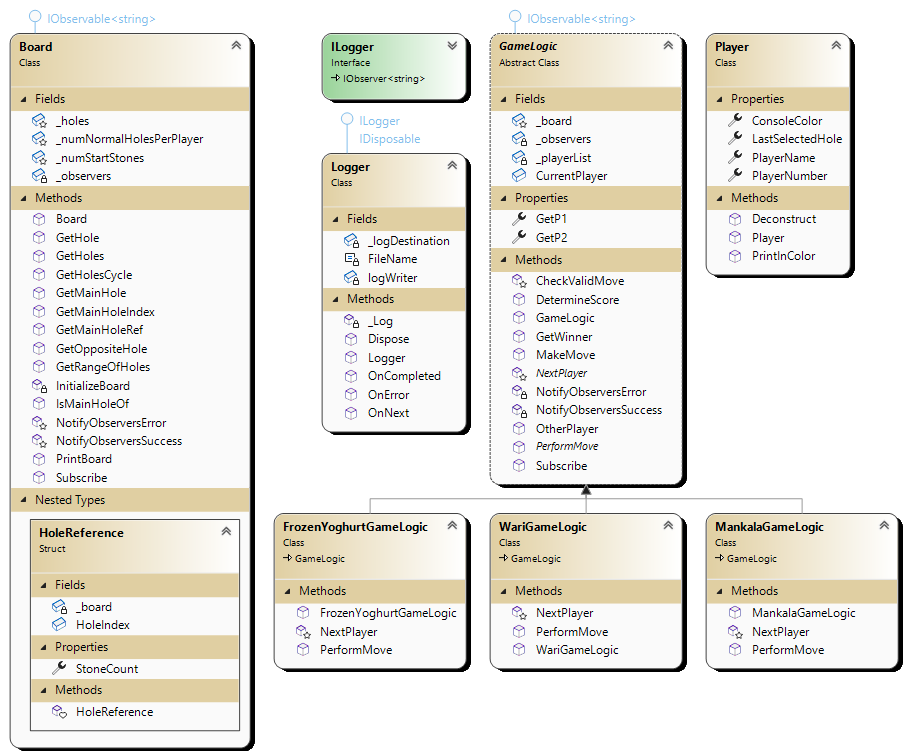 IObservable<string>
Board
Class
Fields
_holes
_numNormalHolesPerPlayer
_numStartStones
_observers
Methods
Board
GetHole
GetHoles
GetHolesCycle
GetMainHole
GetMainHoleIndex
GetMainHoleRef
GetOppositeHole
GetRangeOfHoles
InitializeBoard
IsMainHoleOf
NotifyObserversError
NotifyObserversSuccess
PrintBoard
Subscribe
Nested Types
HoleReference
Struct
Fields
_board
HoleIndex
Properties
StoneCount
Methods
HoleReference
ILogger
Interface
IObserver<string>
ILogger
IDisposable
Logger
Class
Fields
_logDestination
FileName
logWriter
Methods
_Log
Dispose
Logger
OnCompleted
OnError
OnNext
IObservable<string>
GameLogic
Abstract Class
Fields
_board
_observers
_playerList
CurrentPlayer
Properties
GetP1
GetP2
Methods
CheckValidMove
DetermineScore
GameLogic
GetWinner
MakeMove
NextPlayer
NotifyObserversError
NotifyObserversSuccess
OtherPlayer
PerformMove
Subscribe
Player
Class
Properties
ConsoleColor
LastSelectedHole
PlayerName
PlayerNumber
Methods
Deconstruct
Player
PrintInColor
FrozenYoghurtGameLogic
Class
GameLogic
Methods
FrozenYoghurtGameLogic
NextPlayer
PerformMove
WariGameLogic
Class
GameLogic
Methods
NextPlayer
PerformMove
WariGameLogic
MankalaGameLogic
Class
GameLogic
Methods
MankalaGameLogic
NextPlayer
PerformMove